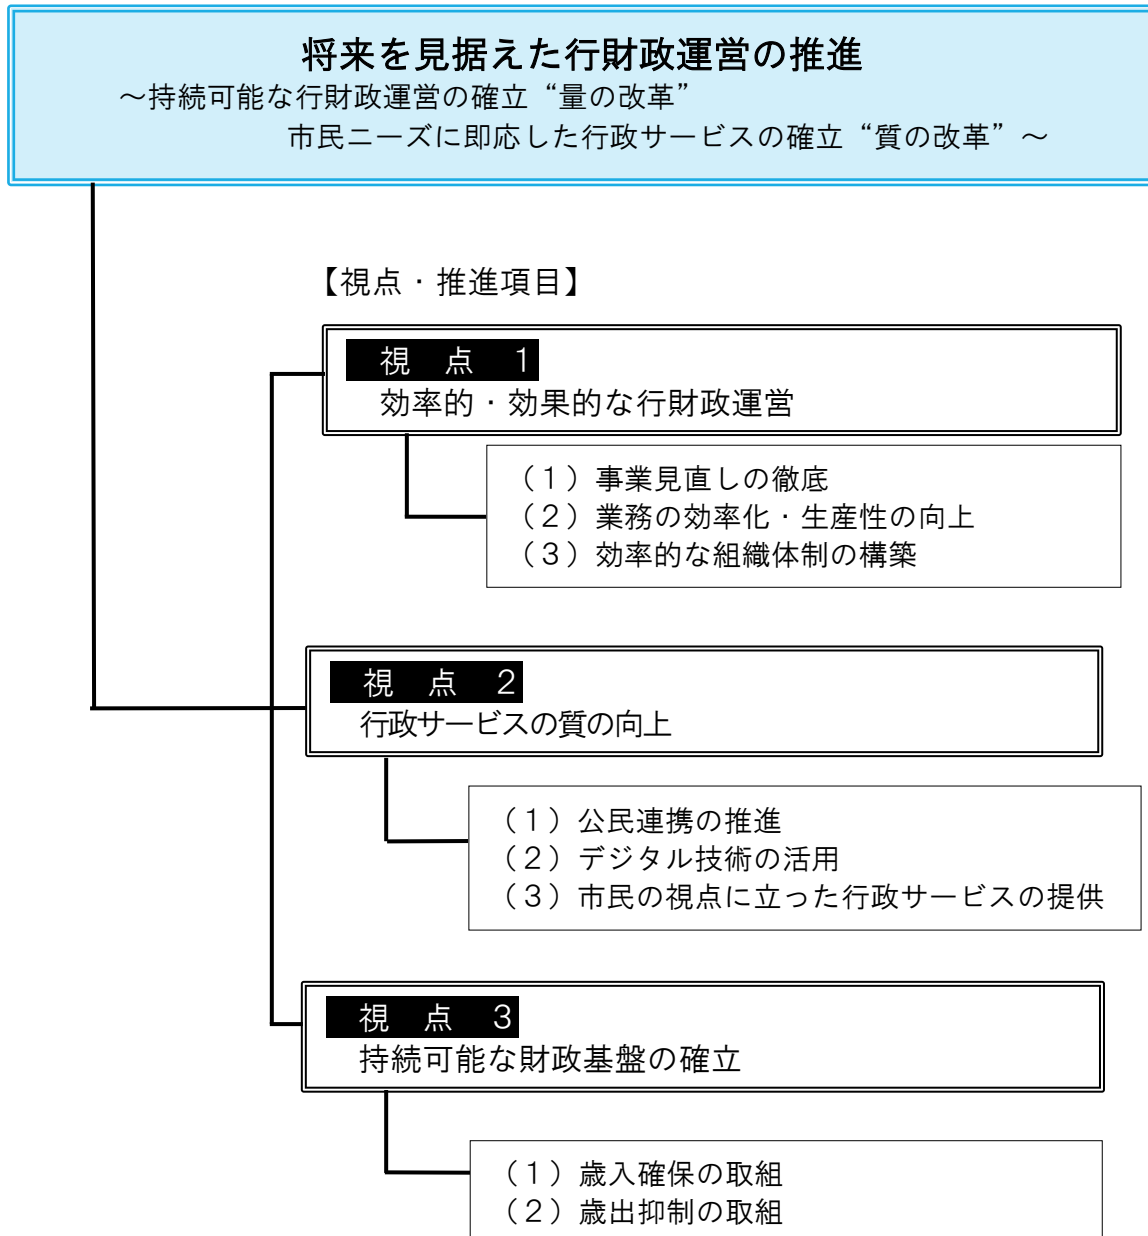 将来を見据えた行財政運営の推進
～持続可能な行財政運営の確立“量の改革”
市民ニーズに即応した行政サービスの確立“質の改革”～
【視点・推進項目】
視　点　1
効率的・効果的な行財政運営
（１）事業見直しの徹底
（２）業務の効率化・生産性の向上
（３）効率的な組織体制の構築
視　点　2
行政サービスの質の向上
（１）公民連携の推進
（２）デジタル技術の活用
（３）市民の視点に立った行政サービスの提供
視　点　3
持続可能な財政基盤の確立
（１）歳入確保の取組
（２）歳出抑制の取組